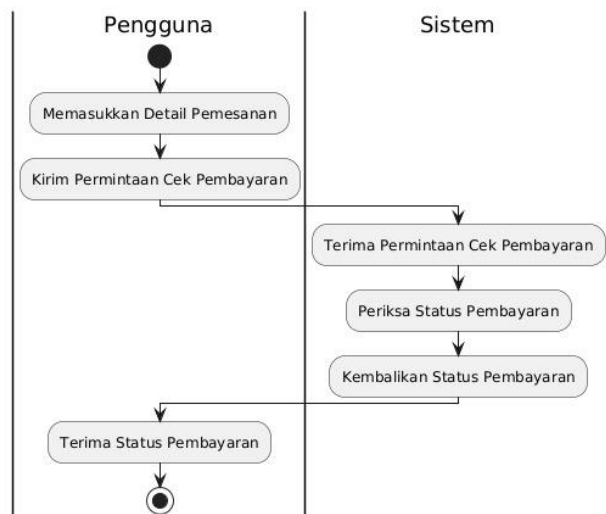 Pengguna
Sistem
Memasukkan Detail Pemesanan
Kirim Permintaan Cek Pembayaran
Terima Permintaan Cek Pembayaran
Periksa Status Pembayaran
Kembalikan Status Pembayaran
Terima Status Pembayaran